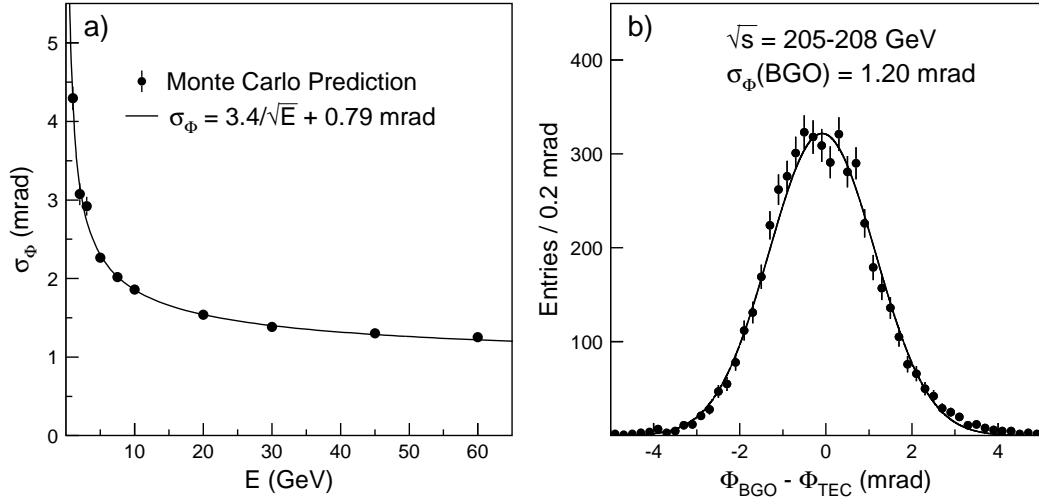 a)
Monte Carlo Prediction
σΦ = 3.4/√E + 0.79 mrad
σΦ (mrad)
5
4
3
2
1
0
10 20 30 40 50 60
E (GeV)
b)
√s = 205-208 GeV
σΦ(BGO) = 1.20 mrad
Entries / 0.2 mrad
400
300
200
100
-4 -2 0 2 4
ΦBGO - ΦTEC (mrad)